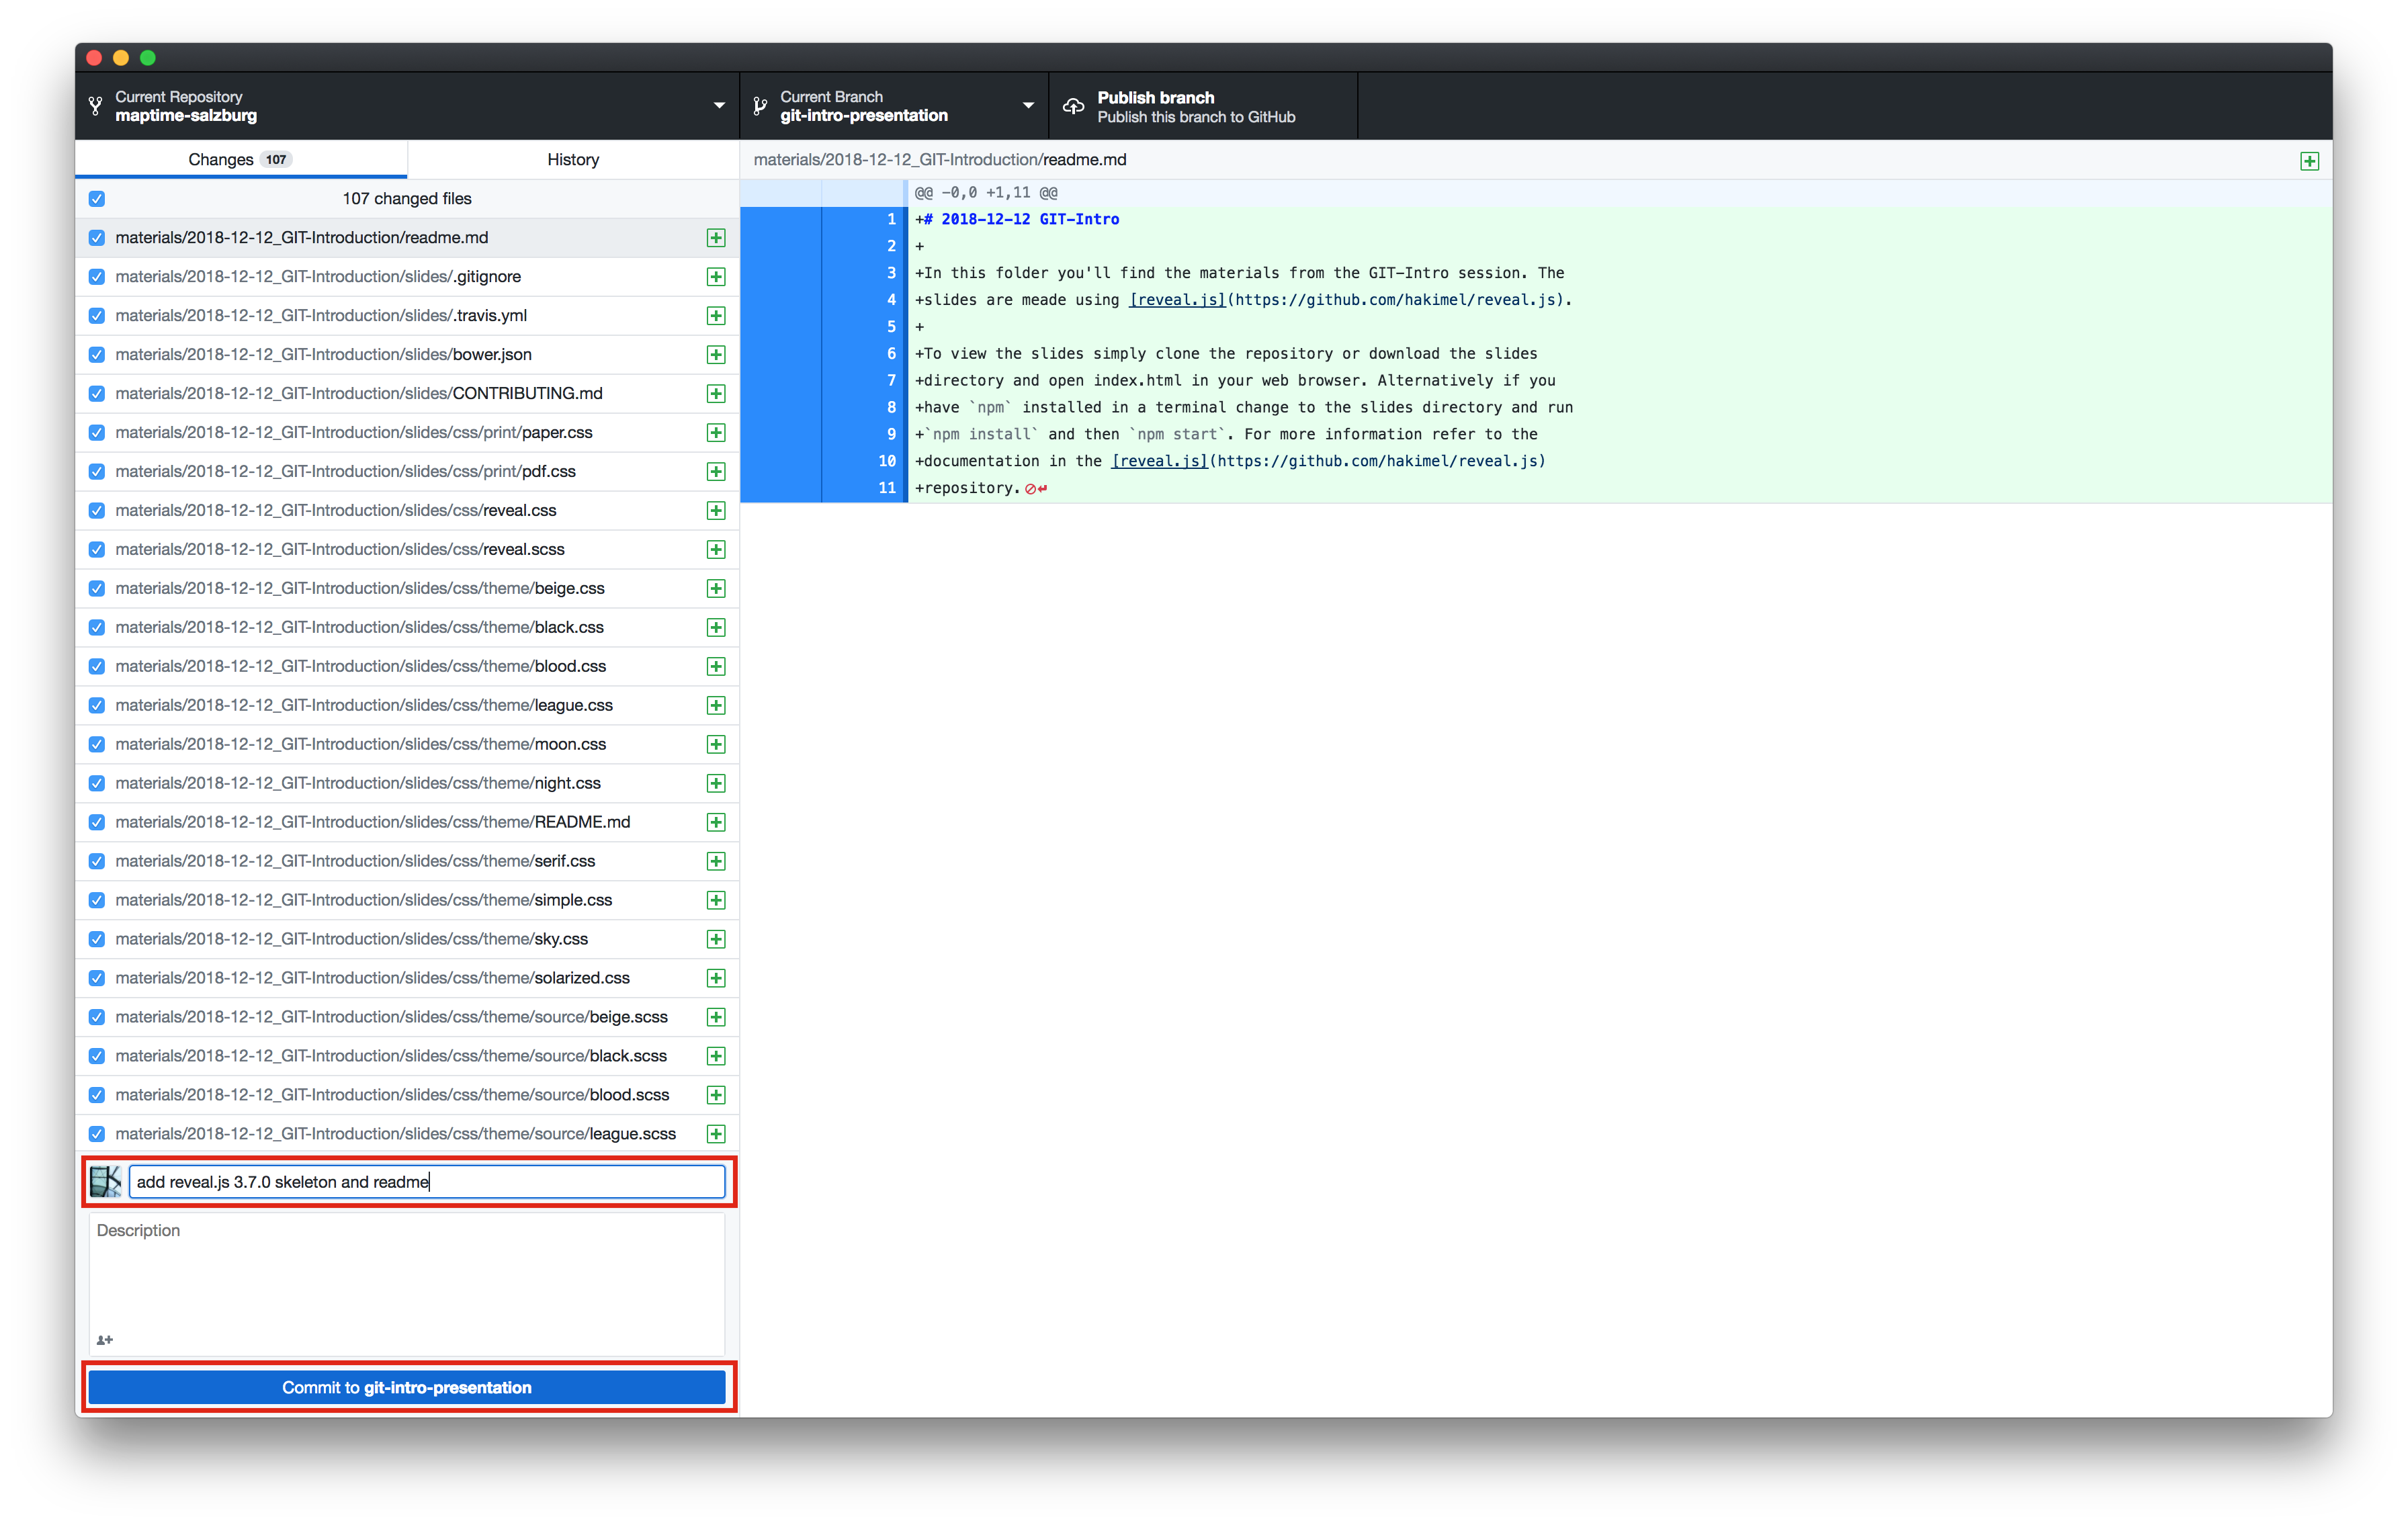 Current Repository
maptime-salzburg
Current Branch
git-intro-presentation
Publish branch
Publish this branch to GitHub
Changes 107
History
107 changed files
materials/2018-12-12_GIT-Introduction/readme.md
materials/2018-12-12_GIT-Introduction/slides/.gitignore
materials/2018-12-12_GIT-Introduction/slides/.travis.yml
materials/2018-12-12_GIT-Introduction/slides/bower.json
materials/2018-12-12_GIT-Introduction/slides/CONTRIBUTING.md
materials/2018-12-12_GIT-Introduction/slides/css/print/paper.css
materials/2018-12-12_GIT-Introduction/slides/css/print/pdf.css
materials/2018-12-12_GIT-Introduction/slides/css/reveal.css
materials/2018-12-12_GIT-Introduction/slides/css/reveal.scss
materials/2018-12-12_GIT-Introduction/slides/css/theme/beige.css
materials/2018-12-12_GIT-Introduction/slides/css/theme/black.css
materials/2018-12-12_GIT-Introduction/slides/css/theme/blood.css
materials/2018-12-12_GIT-Introduction/slides/css/theme/league.css
materials/2018-12-12_GIT-Introduction/slides/css/theme/moon.css
materials/2018-12-12_GIT-Introduction/slides/css/theme/night.css
materials/2018-12-12_GIT-Introduction/slides/css/theme/README.md
materials/2018-12-12_GIT-Introduction/slides/css/theme/serif.css
materials/2018-12-12_GIT-Introduction/slides/css/theme/simple.css
materials/2018-12-12_GIT-Introduction/slides/css/theme/sky.css
materials/2018-12-12_GIT-Introduction/slides/css/theme/solarized.css
materials/2018-12-12_GIT-Introduction/slides/css/theme/source/beige.scss
materials/2018-12-12_GIT-Introduction/slides/css/theme/source/black.scss
materials/2018-12-12_GIT-Introduction/slides/css/theme/source/blood.scss
materials/2018-12-12_GIT-Introduction/slides/css/theme/source/league.scss
add reveal.js 3.7.0 skeleton and readme
Description
Commit to git-intro-presentation
materials/2018-12-12_GIT-Introduction/readme.md
@@ -0,0 +1,11 @@
1 +# 2018-12-12 GIT-Intro
2 +
3 +In this folder you'll find the materials from the GIT-Intro session. The
4 +slides are meade using [reveal.js](https://github.com/hakimel/reveal.js).
5 +
6 +To view the slides simply clone the repository or download the slides
7 +directory and open index.html in your web browser. Alternatively if you
8 +have `npm` installed in a terminal change to the slides directory and run
9 +`npm install` and then `npm start`. For more information refer to the
10 +documentation in the [reveal.js](https://github.com/hakimel/reveal.js)
11 +repository.